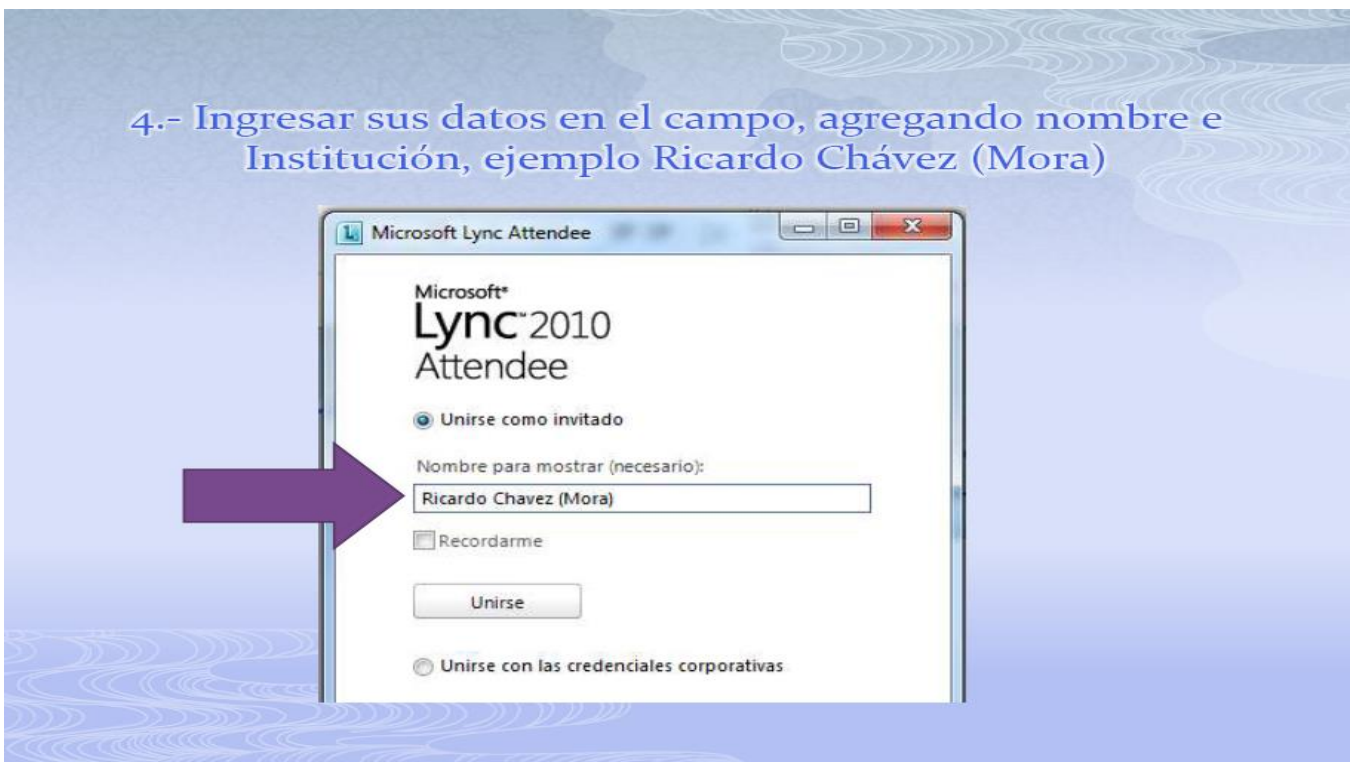 4.- Ingresar sus datos en el campo, agregando nombre e
Institución, ejemplo Ricardo Chávez (Mora)
Microsoft Lync Attendee
Microsoft®
Lync™ 2010
Attendee
Unirse como invitado
Nombre para mostrar (necesario):
Ricardo Chavez (Mora)
Recordarme
Unirse
Unirse con las credenciales corporativas